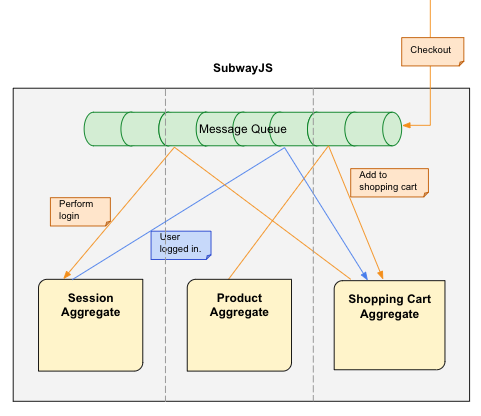 Checkout
SubwayJS
Message Queue
Add to
shopping cart
Perform
login
User
logged in.
Session
Aggregate
Product
Aggregate
Shopping Cart
Aggregate